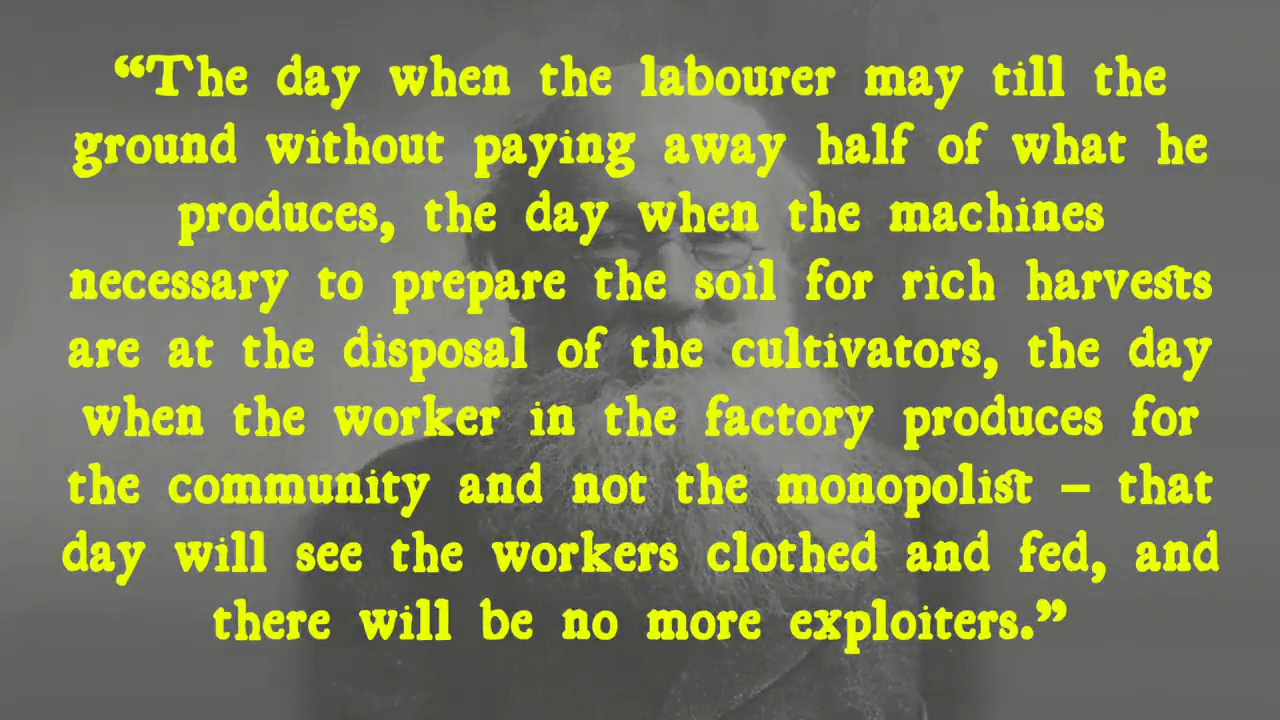 “The day when the labourer may till the
ground without paying away half of what he
produces, the day when the machines
necessary to prepare the soil for rich harvests
are at the disposal of the cultivators, the day
when the worker in the factory produces for
the community and not the monopolist – that
day will see the workers clothed and fed, and
there will be no more exploiters.”